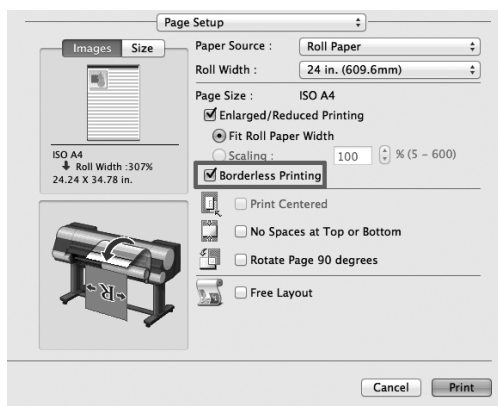 Page Setup
Images Size
Paper Source : Roll Paper
Roll Width : 24 in. (609.6mm)
Page Size : ISO A4
Enlarged/Reduced Printing
Fit Roll Paper Width
Scaling : 100 % (5 - 600)
Borderless Printing
ISO A4
Roll Width :307%
24.24 X 34.78 in.
Print Centered
No Spaces at Top or Bottom
Rotate Page 90 degrees
Free Layout
R
Cancel Print